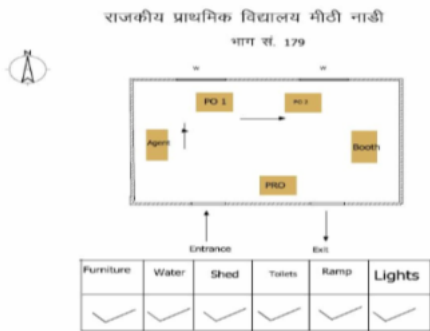 राजकीय प्राथमिक विद्यालय मीठी नाडी
भाग सं. 179
N
W W
PO 1 PO 2
Agent
Booth
PRO
Entrance Exit
Furniture Water Shed Toilets Ramp Lights